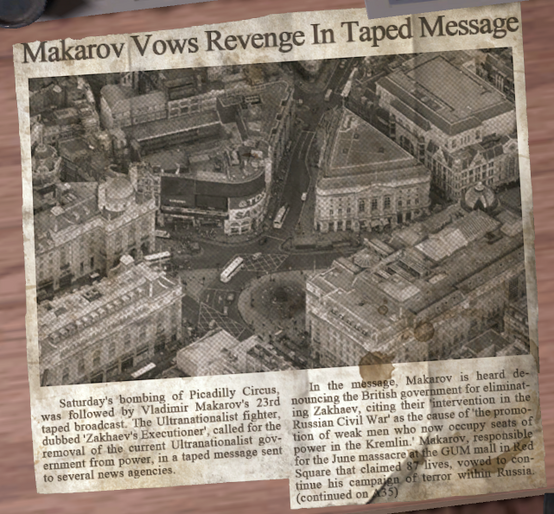 Makarov Vows Revenge In Taped Message
Saturday's bombing of Picadilly Circus,
was followed by Vladimir Makarov's 23rd
taped broadcast. The Ultranationalist fighter,
dubbed 'Zakhaev's Executioner', called for the
removal of the current Ultranationalist gov-
ernment from power, in a taped message sent
to several news agencies.
In the message, Makarov is heard de-
nouncing the British government for eliminat-
ing Zakhaev, citing their intervention in the
Russian Civil War' as the cause of 'the promo-
tion of weak men who now occupy seats of
power in the Kremlin.' Makarov, responsible
for the June massacre at the GUM mall in Red
Square that claimed 87 lives, vowed to con-
tinue his campaign of terror within Russia.
(continued on A35)